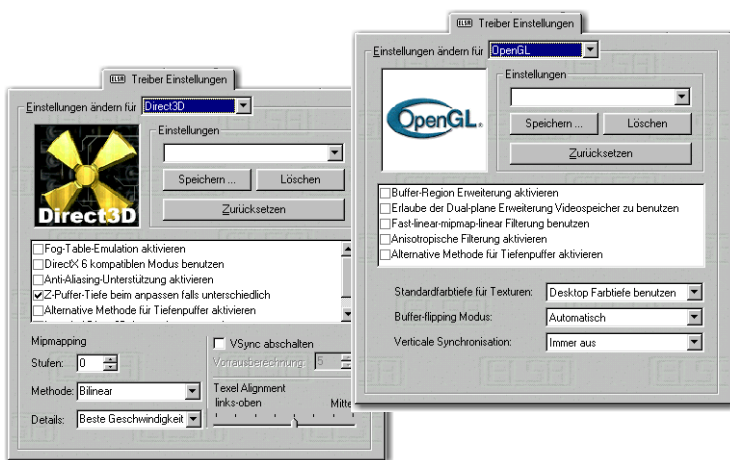 ELSA Treiber Einstellungen
Einstellungen ändern für Direct3D
Direct3D
Einstellungen
Speichern ...
Löschen
Zurücksetzen
Fog-Table-Emulation aktivieren
DirectX 6 kompatiblen Modus benutzen
Anti-Aliasing-Unterstützung aktivieren
Z-Puffer-Tiefe beim anpassen falls unterschiedlich
Alternative Methode für Tiefenpuffer aktivieren
Mipmapping
Stufen: 0
Methode: Bilinear
Details: Beste Geschwindigkeit
VSync abschalten
Vorrausberechnung: 5
Texel Alignment
links-oben
Mitte
ELSA Treiber Einstellungen
Einstellungen ändern für OpenGL
OpenGL
Einstellungen
Speichern ...
Löschen
Zurücksetzen
Buffer-Region Erweiterung aktivieren
Erlaube der Dual-plane Erweiterung Videospeicher zu benutzen
Fast-linear-mipmap-linear Filterung benutzen
Anisotropische Filterung aktivieren
Alternative Methode für Tiefenpuffer aktivieren
Standardfarbtiefe für Texturen: Desktop Farbtiefe benutzen
Buffer-flipping Modus: Automatisch
Verticale Synchronisation: Immer aus